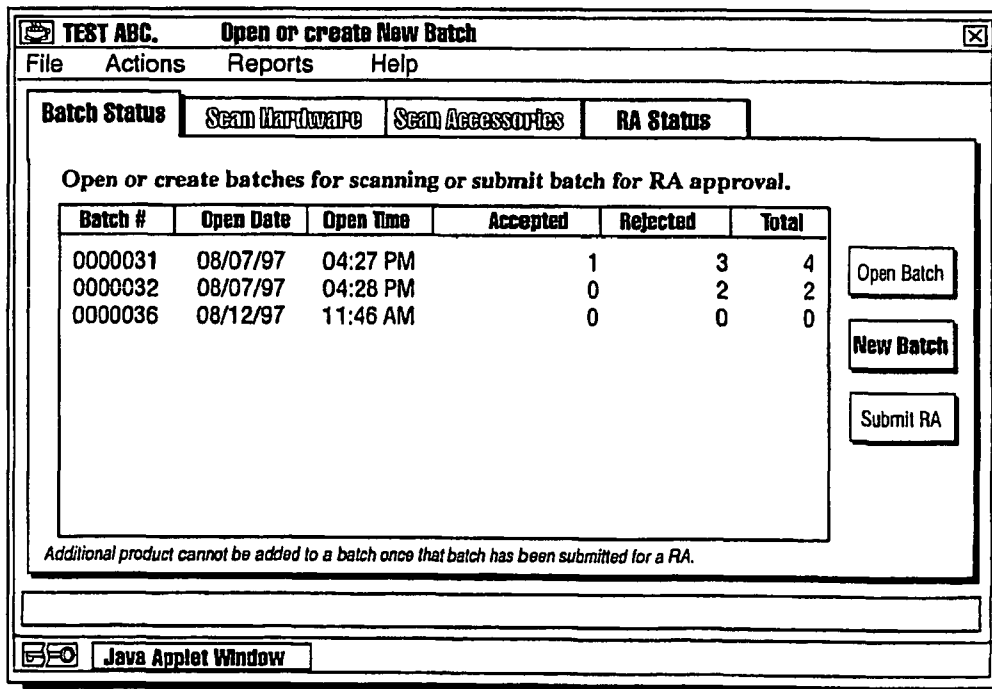 TEST ABC. Open or create New Batch
File Actions Reports Help
Batch Status Scan Hardware Scan Accessories RA Status
Open or create batches for scanning or submit batch for RA approval.
Batch # Open Date Open Time Accepted Rejected Total
0000031 08/07/97 04:27 PM 1 3 4
0000032 08/07/97 04:28 PM 0 2 2
0000036 08/12/97 11:46 AM 0 0 0
Open Batch
New Batch
Submit RA
Additional product cannot be added to a batch once that batch has been submitted for a RA.
Java Applet Window